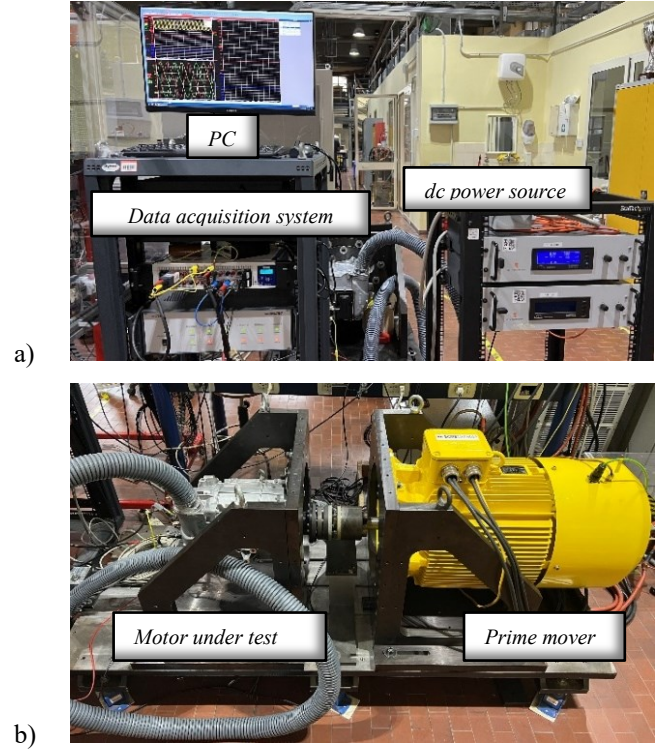 PC
Data acquisition system
dc power source
a)
Motor under test
Prime mover
b)